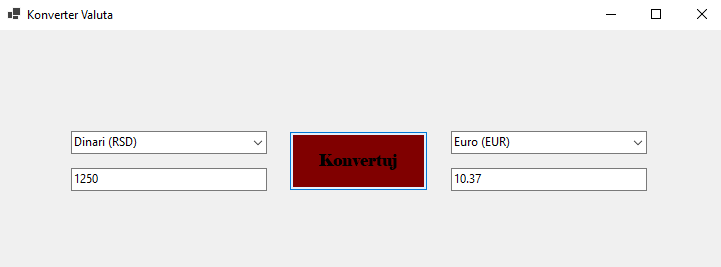 Konverter Valuta
Dinari (RSD)
Euro (EUR)
Konvertuj
1250
10.37